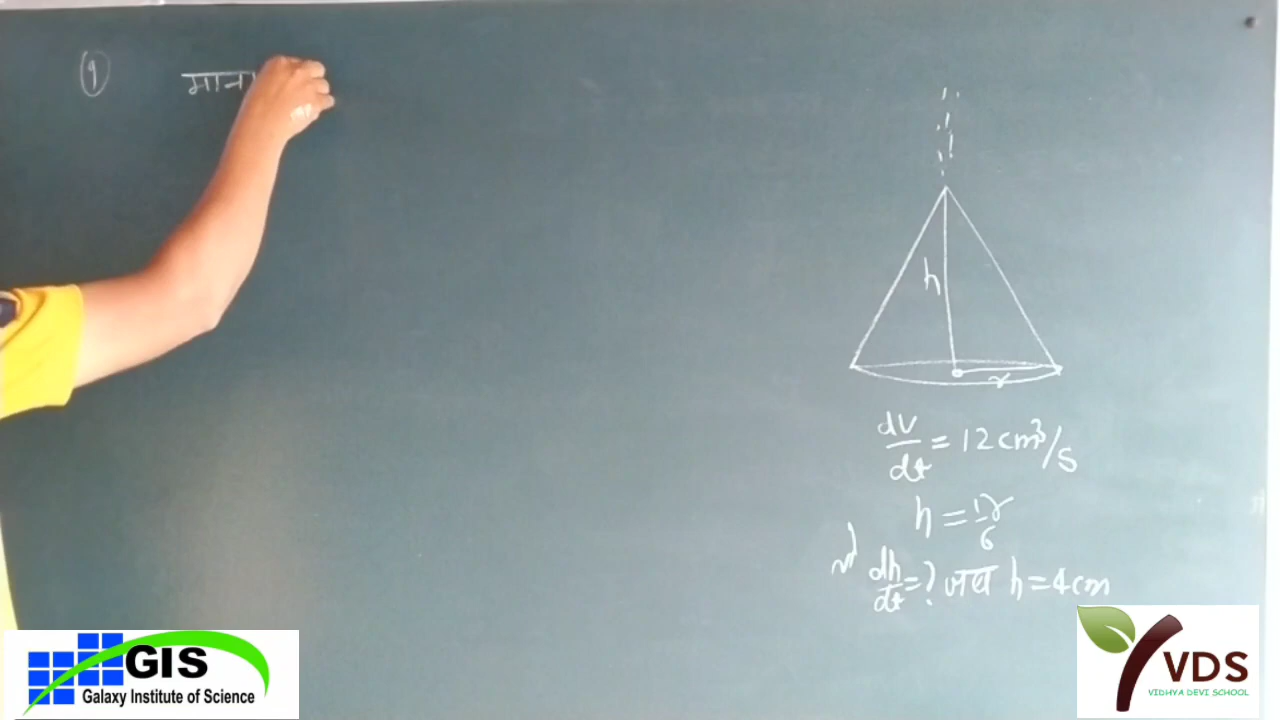 १ माना
h
r
dv/dt = 12 cm³/s
h = 1r/6
dh/dt = ? जब h = 4 cm
GIS
Galaxy Institute of Science
VDS
VIDHYA DEVI SCHOOL